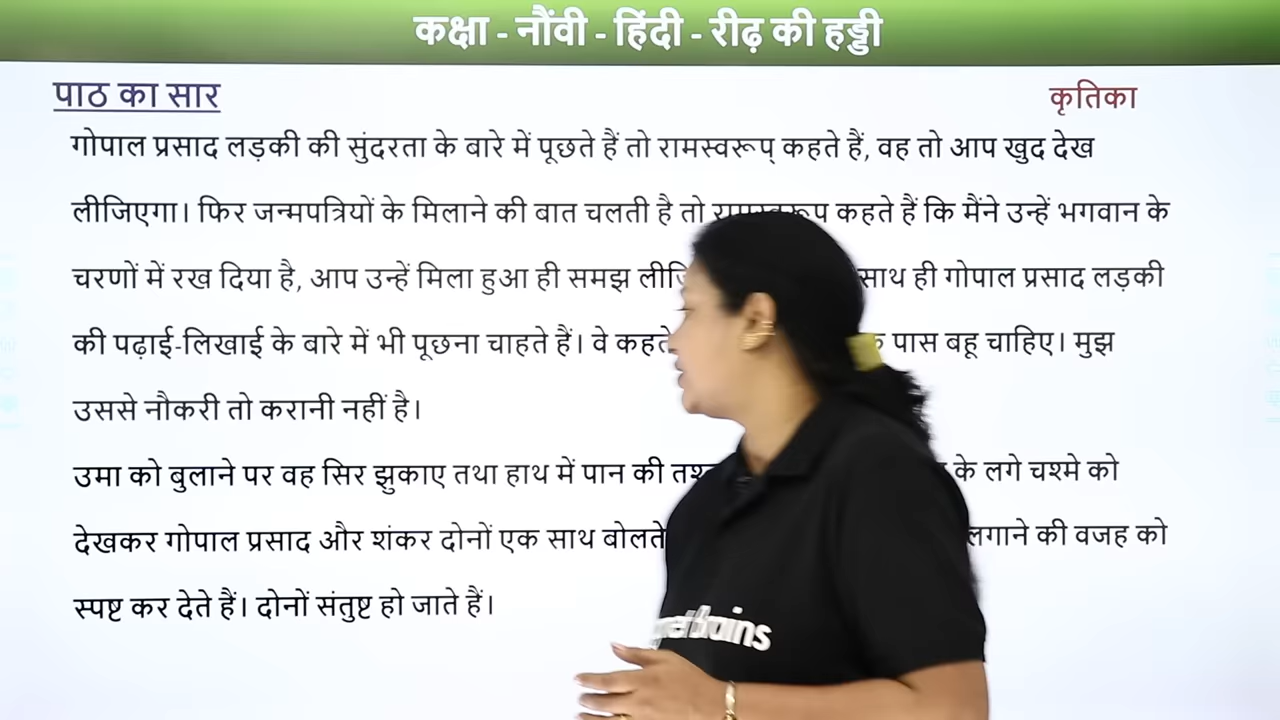 कक्षा - नौंवी - हिंदी - रीढ़ की हड्डी
पाठ का सार
कृतिका
गोपाल प्रसाद लड़की की सुंदरता के बारे में पूछते हैं तो रामस्वरूप् कहते हैं, वह तो आप खुद देख
लीजिएगा। फिर जन्मपत्रियों के मिलाने की बात चलती है तो रामस्वरूप कहते हैं कि मैंने उन्हें भगवान के
चरणों में रख दिया है, आप उन्हें मिला हुआ ही समझ साथ ही गोपाल प्रसाद लड़की
की पढ़ाई-लिखाई के बारे में भी पूछना चाहते हैं। वे पास बहू चाहिए। मुझ
उससे नौकरी तो करानी नहीं है।
उमा को बुलाने पर वह सिर झुकाए तथा हाथ में पान की के लगे चश्मे को
देखकर गोपाल प्रसाद और शंकर दोनों एक साथ बोलते लगाने की वजह को
स्पष्ट कर देते हैं। दोनों संतुष्ट हो जाते हैं।